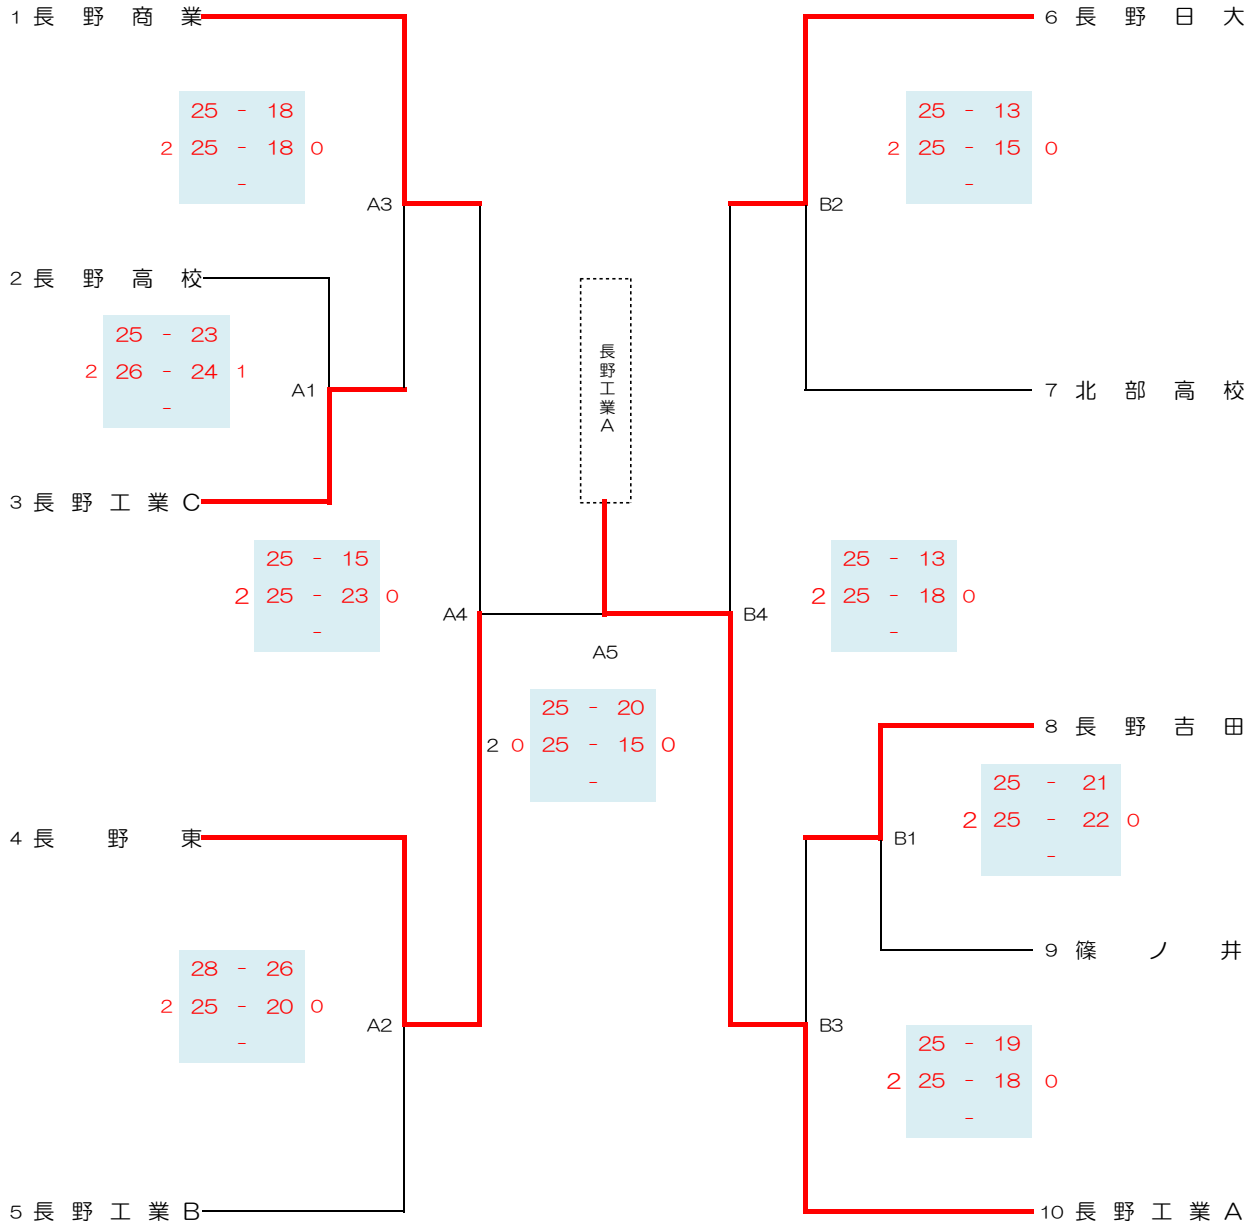 1 長野商業
25 - 18
2 25 - 18 0
-
A3
2 長野高校
25 - 23
2 26 - 24 1
-
A1
3 長野工業C
25 - 15
2 25 - 23 0
-
A4
4 長野東
28 - 26
2 25 - 20 0
-
A2
5 長野工業B
長野工業A
A5
25 - 20
2 0 25 - 15 0
-
6 長野日大
25 - 13
2 25 - 15 0
-
B2
7 北部高校
25 - 13
2 25 - 18 0
-
B4
8 長野吉田
25 - 21
2 25 - 22 0
-
B1
9 篠ノ井
B3
25 - 19
2 25 - 18 0
-
10 長野工業A